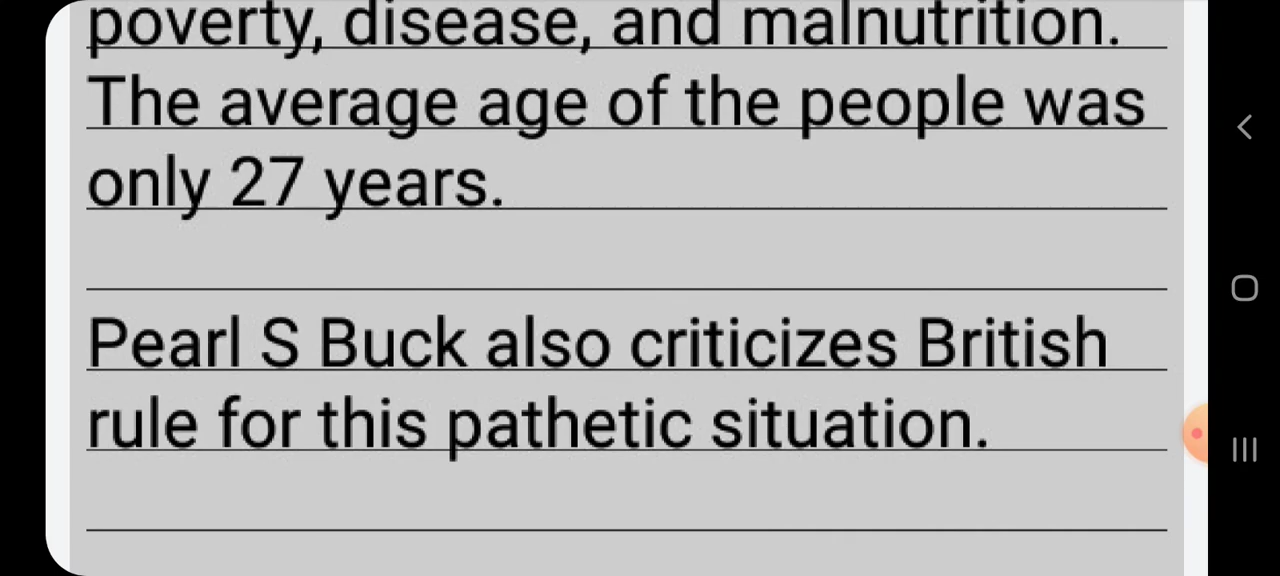 poverty, disease, and malnutrition.
The average age of the people was
only 27 years.
Pearl S Buck also criticizes British
rule for this pathetic situation.